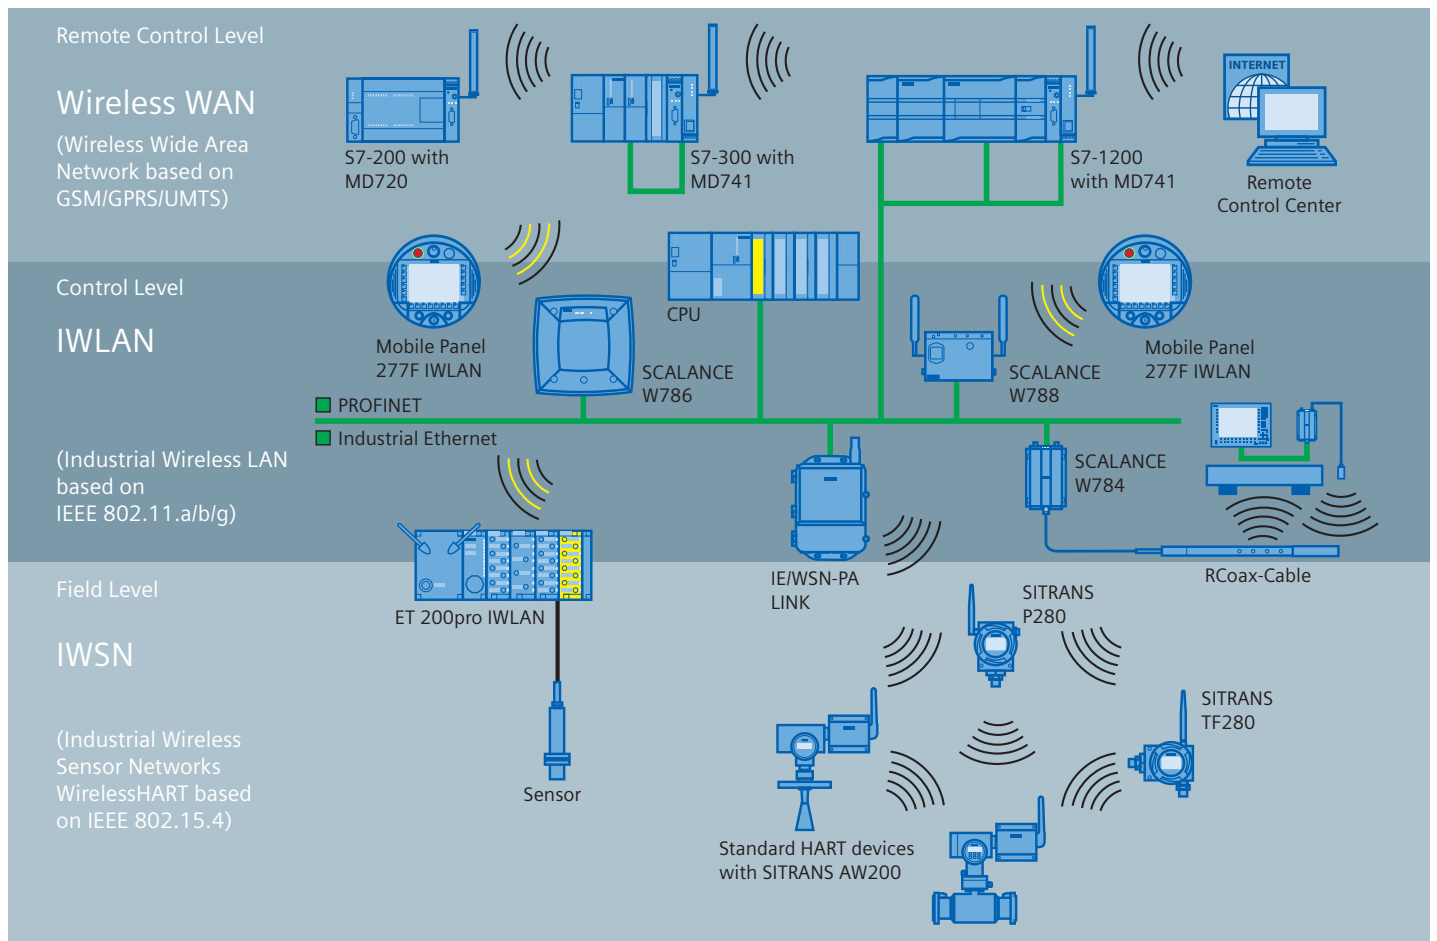 Remote Control Level
Wireless WAN
(Wireless Wide Area
Network based on
GSM/GPRS/UMTS)
S7-200 with
MD720
S7-300 with
MD741
S7-1200
with MD741
INTERNET
Remote
Control Center
Control Level
IWLAN
(Industrial Wireless LAN
based on
IEEE 802.11.a/b/g)
Mobile Panel
277F IWLAN
SCALANCE
W786
CPU
SCALANCE
W788
Mobile Panel
277F IWLAN
PROFINET
Industrial Ethernet
SCALANCE
W784
RCoax-Cable
IE/WSN-PA
LINK
ET 200pro IWLAN
Field Level
IWSN
(Industrial Wireless
Sensor Networks
WirelessHART based
on IEEE 802.15.4)
Sensor
SITRANS
P280
SITRANS
TF280
Standard HART devices
with SITRANS AW200